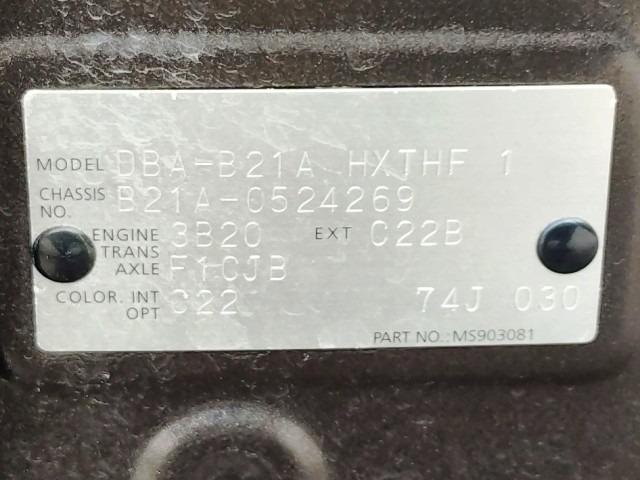 MODEL DBA-B21A HXTHF 1
CHASSIS NO. B21A-0524269
ENGINE 3B20 EXT C22B
TRANS AXLE F1CJB
COLOR. INT C22 74J 030
OPT
PART NO.:MS903081